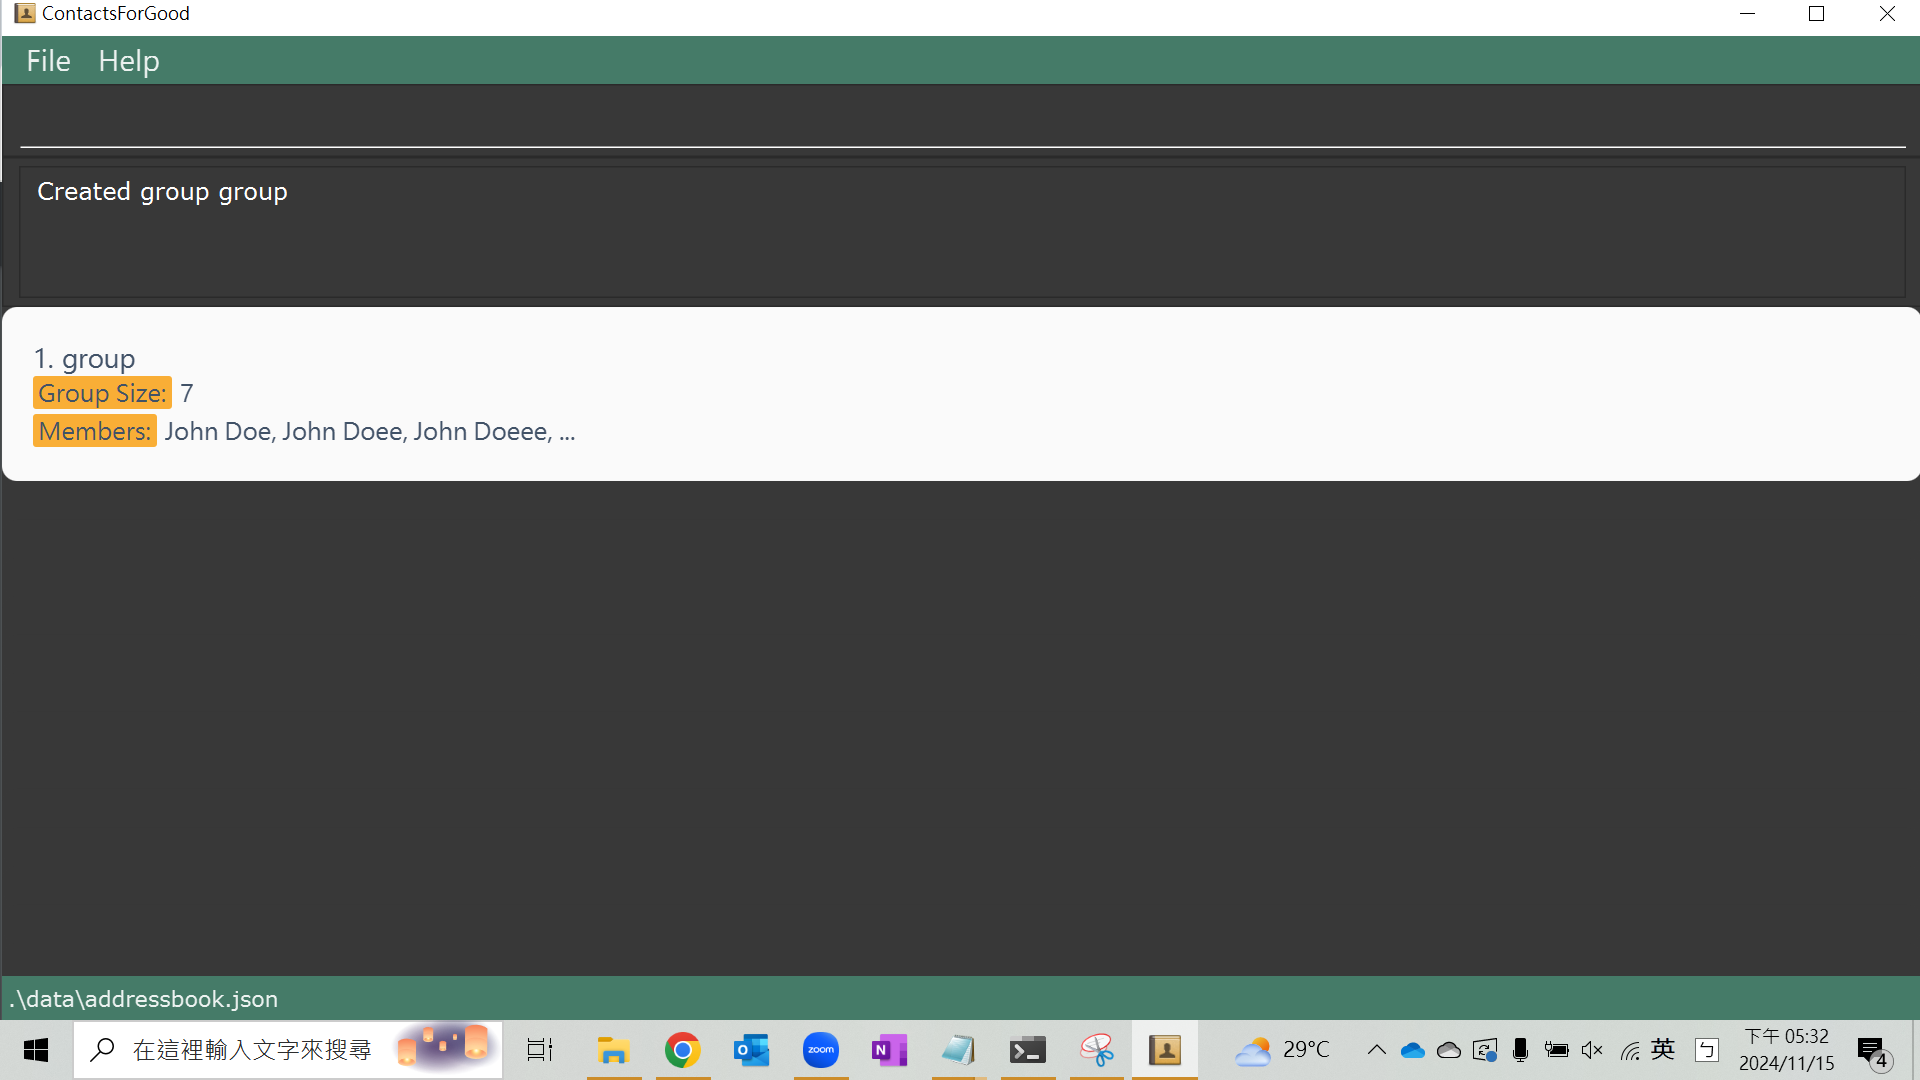 ContactsForGood
File Help
Created group group
1. group
Group Size: 7
Members: John Doe, John Doee, John Doeee, ...
.\data\addressbook.json
在這裡輸入文字來搜尋
zoom
N
29°C
英
ㄅ
下午 05:32
2024/11/15
4